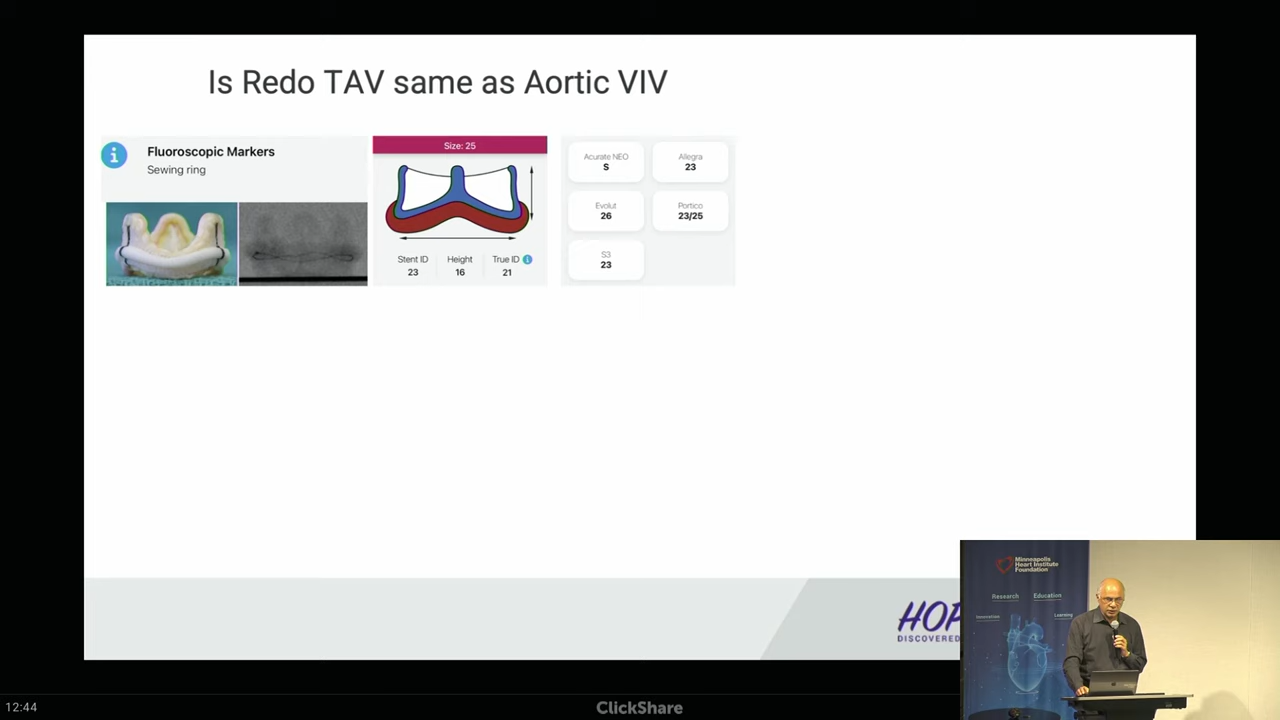 Is Redo TAV same as Aortic VIV
Fluoroscopic Markers
Sewing ring
Size: 25
Stent ID
23
Height
16
True ID
21
Acurate NEO
S
Allegra
23
Evolut
26
Portico
23/25
S3
23
HOP
DISCOVERED
Minneapolis
Heart Institute
Foundation
Research
Education
Innovation
Learning
12:44
ClickShare